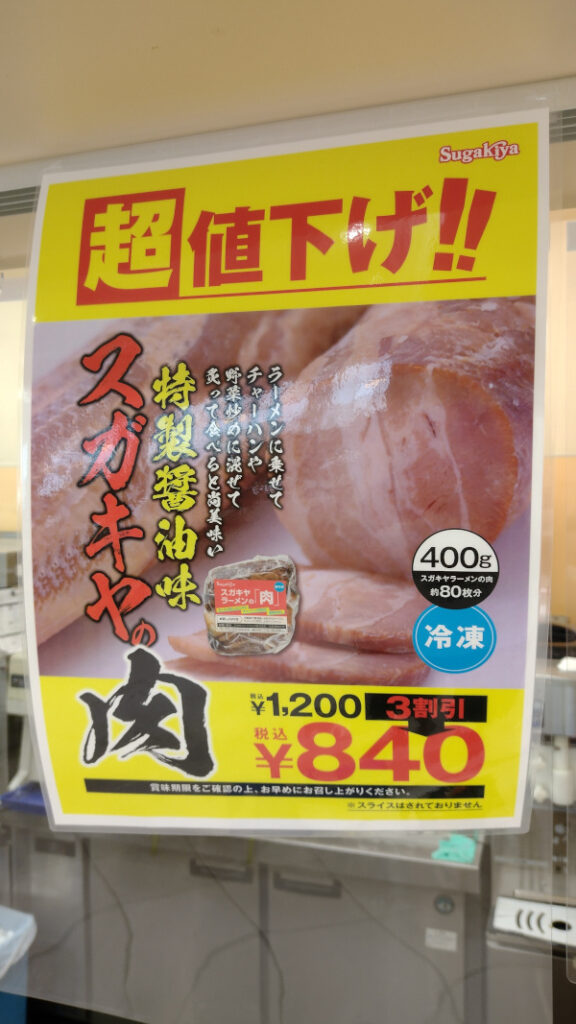 Sugakiya
超値下げ!!
ラーメンに乗せて
チャーハンや
野菜炒めに混ぜて
炙って食べると尚美味い
特製醤油味
スガキヤの肉
Sugakiya
スガキヤ
ラーメンの「肉」
400g
スガキヤラーメンの肉
約80枚分
冷凍
税込
¥1,200
3割引
税込
¥840
賞味期限をご確認の上、お早めにお召し上がりください。
※スライスはされておりません